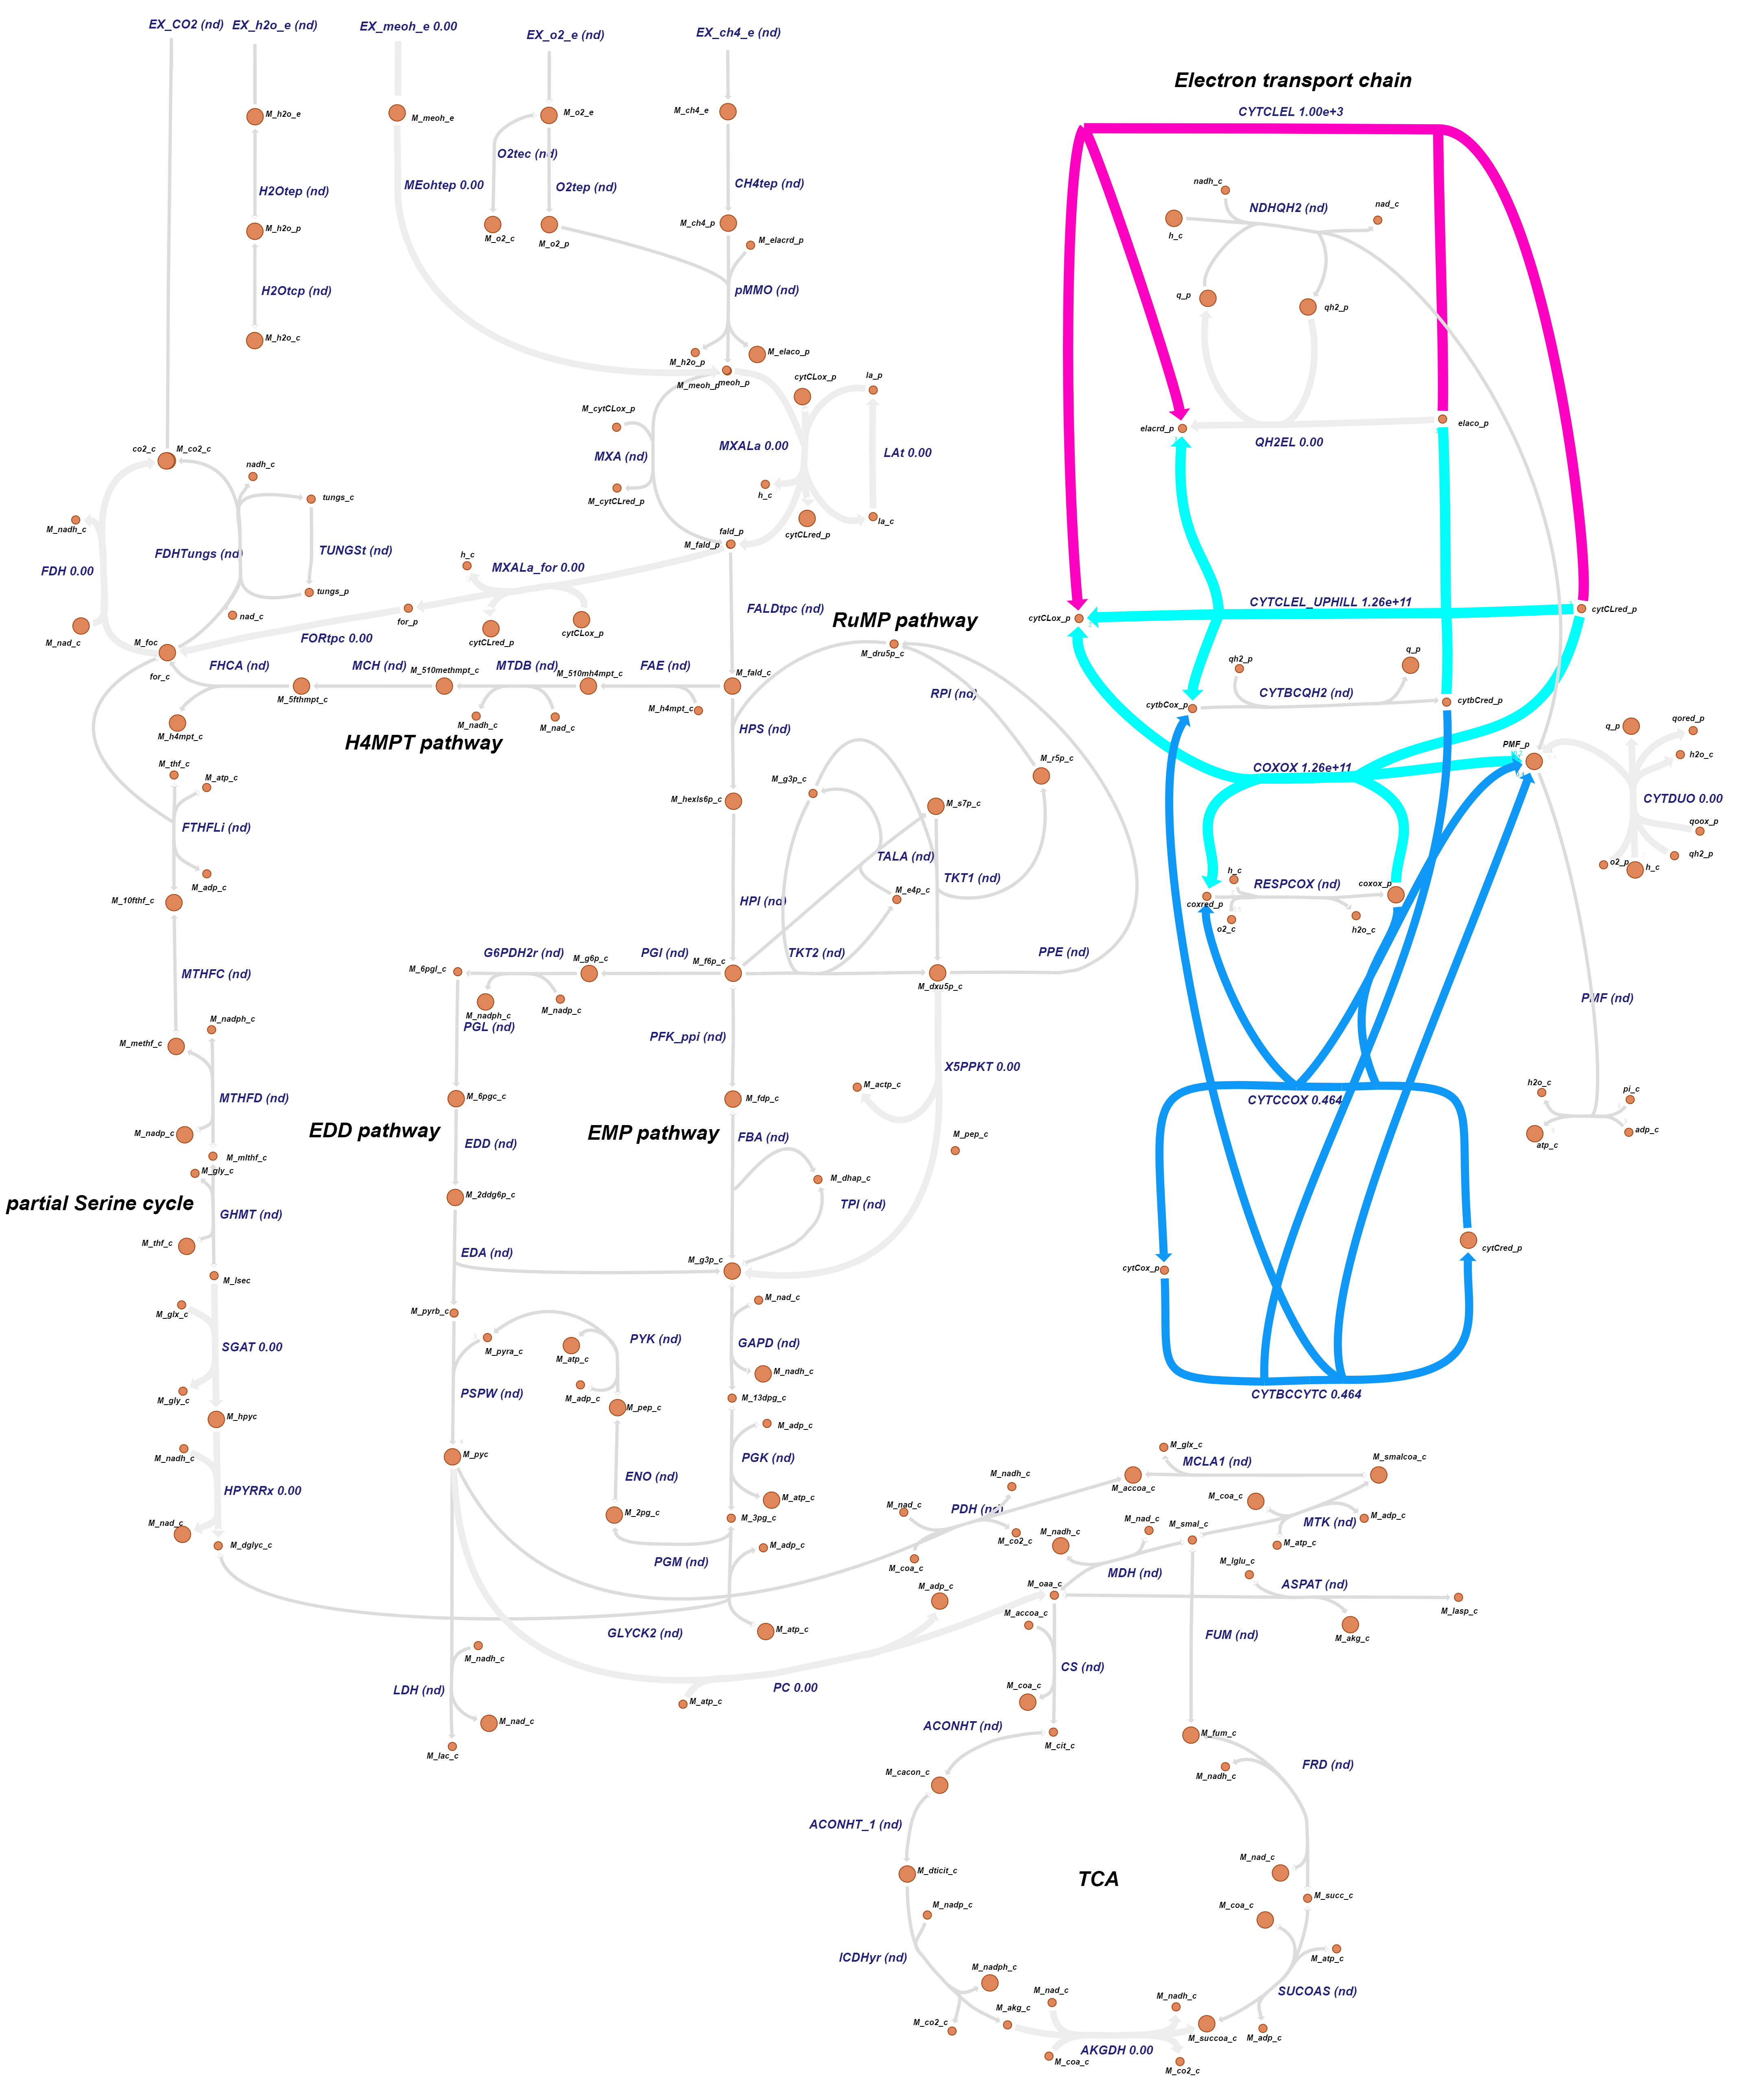 EX_CO2 (nd)
EX_h2o_e (nd)
EX_meoh_e 0.00
EX_o2_e (nd)
EX_ch4_e (nd)
Electron transport chain
CYTCLEL 1.00e+3
M_h2o_e
M_meoh_e
M_o2_e
M_ch4_e
O2tec (nd)
H2Otep (nd)
MEohtep 0.00
O2tep (nd)
CH4tep (nd)
nadh_c
NDHQH2 (nd)
nad_c
h_c
M_h2o_p
M_o2_c
M_o2_p
M_ch4_p
M_elacrd_p
H2Otcp (nd)
pMMO (nd)
q_p
qh2_p
M_h2o_c
M_h2o_p
M_elaco_p
M_meoh_p
meoh_p
cytCLox_p
la_p
M_cytCLox_p
elacrd_p
elaco_p
QH2EL 0.00
co2_c
M_co2_c
nadh_c
MXA (nd)
MXALa 0.00
LAt 0.00
tungs_c
M_cytCLred_p
h_c
M_nadh_c
la_c
cytCLred_p
fald_p
M_fald_p
FDHTungs (nd)
TUNGSt (nd)
h_c
FDH 0.00
MXALa_for 0.00
tungs_p
nad_c
for_p
FALDtpc (nd)
RuMP pathway
CYTCLEL_UPHILL 1.26e+11
cytCLox_p
cytCLred_p
M_nad_c
M_foc
FORtpc 0.00
cytCLred_p
cytCLox_p
M_dru5p_c
for_c
FHCA (nd)
MCH (nd)
M_510methmpt_c
MTDB (nd)
M_510mh4mpt_c
FAE (nd)
M_fald_c
M_5fthmpt_c
M_h4mpt_c
RPI (nd)
qh2_p
q_p
CYTBCQH2 (nd)
cytbCox_p
cytbCred_p
M_h4mpt_c
M_nadh_c
M_nad_c
H4MPT pathway
HPS (nd)
M_r5p_c
COXOX 1.26e+11
PMF_p
q_p
qored_p
h2o_c
M_thf_c
M_atp_c
M_g3p_c
M_hexls6p_c
M_s7p_c
CYTDUO 0.00
qoox_p
FTHFLi (nd)
TALA (nd)
TKT1 (nd)
qh2_p
o2_p
h_c
M_adp_c
M_e4p_c
h_c
RESPCOX (nd)
coxox_p
coxred_p
o2_c
h2o_c
M_10fthf_c
HPI (nd)
MTHFC (nd)
M_6pgl_c
G6PDH2r (nd)
M_g6p_c
PGI (nd)
M_f6p_c
TKT2 (nd)
M_dxu5p_c
PPE (nd)
M_nadph_c
M_nadp_c
PGL (nd)
PMF (nd)
M_nadph_c
M_methf_c
PFK_ppi (nd)
X5PPKT 0.00
M_actp_c
MTHFD (nd)
M_6pgc_c
M_fdp_c
CYTCCOX 0.464
h2o_c
pi_c
atp_c
adp_c
M_nadp_c
EDD pathway
EDD (nd)
EMP pathway
FBA (nd)
M_pep_c
M_mlthf_c
M_gly_c
M_2ddg6p_c
M_dhap_c
partial Serine cycle
GHMT (nd)
TPI (nd)
M_thf_c
EDA (nd)
M_g3p_c
cytCox_p
cytCred_p
M_lsec
M_glx_c
M_pyrb_c
M_nad_c
SGAT 0.00
M_pyra_c
PYK (nd)
M_atp_c
GAPD (nd)
M_nadh_c
M_gly_c
PSPW (nd)
M_adp_c
M_pep_c
M_13dpg_c
CYTBCCYTC 0.464
M_hpyc
M_adp_c
M_nadh_c
M_pyc
PGK (nd)
M_glx_c
MCLA1 (nd)
M_smalcoa_c
M_accoa_c
HPYRRx 0.00
ENO (nd)
M_nadh_c
M_atp_c
M_coa_c
M_nad_c
M_2pg_c
M_3pg_c
M_nad_c
PDH (nd)
M_co2_c
M_nadh_c
M_nad_c
M_smal_c
MTK (nd)
M_adp_c
M_atp_c
M_dglyc_c
PGM (nd)
M_adp_c
M_coa_c
MDH (nd)
M_lglu_c
M_oaa_c
ASPAT (nd)
M_lasp_c
M_adp_c
M_accoa_c
M_akg_c
GLYCK2 (nd)
M_atp_c
FUM (nd)
M_nadh_c
CS (nd)
LDH (nd)
PC 0.00
M_atp_c
M_coa_c
M_nad_c
M_lac_c
ACONHT (nd)
M_cit_c
M_fum_c
M_cacon_c
M_nadh_c
FRD (nd)
ACONHT_1 (nd)
M_dticit_c
TCA
M_nad_c
M_succ_c
M_nadp_c
M_coa_c
ICDHyr (nd)
M_atp_c
M_nadph_c
M_nad_c
M_nadh_c
SUCOAS (nd)
M_akg_c
M_co2_c
M_succoa_c
M_adp_c
AKGDH 0.00
M_coa_c
M_co2_c